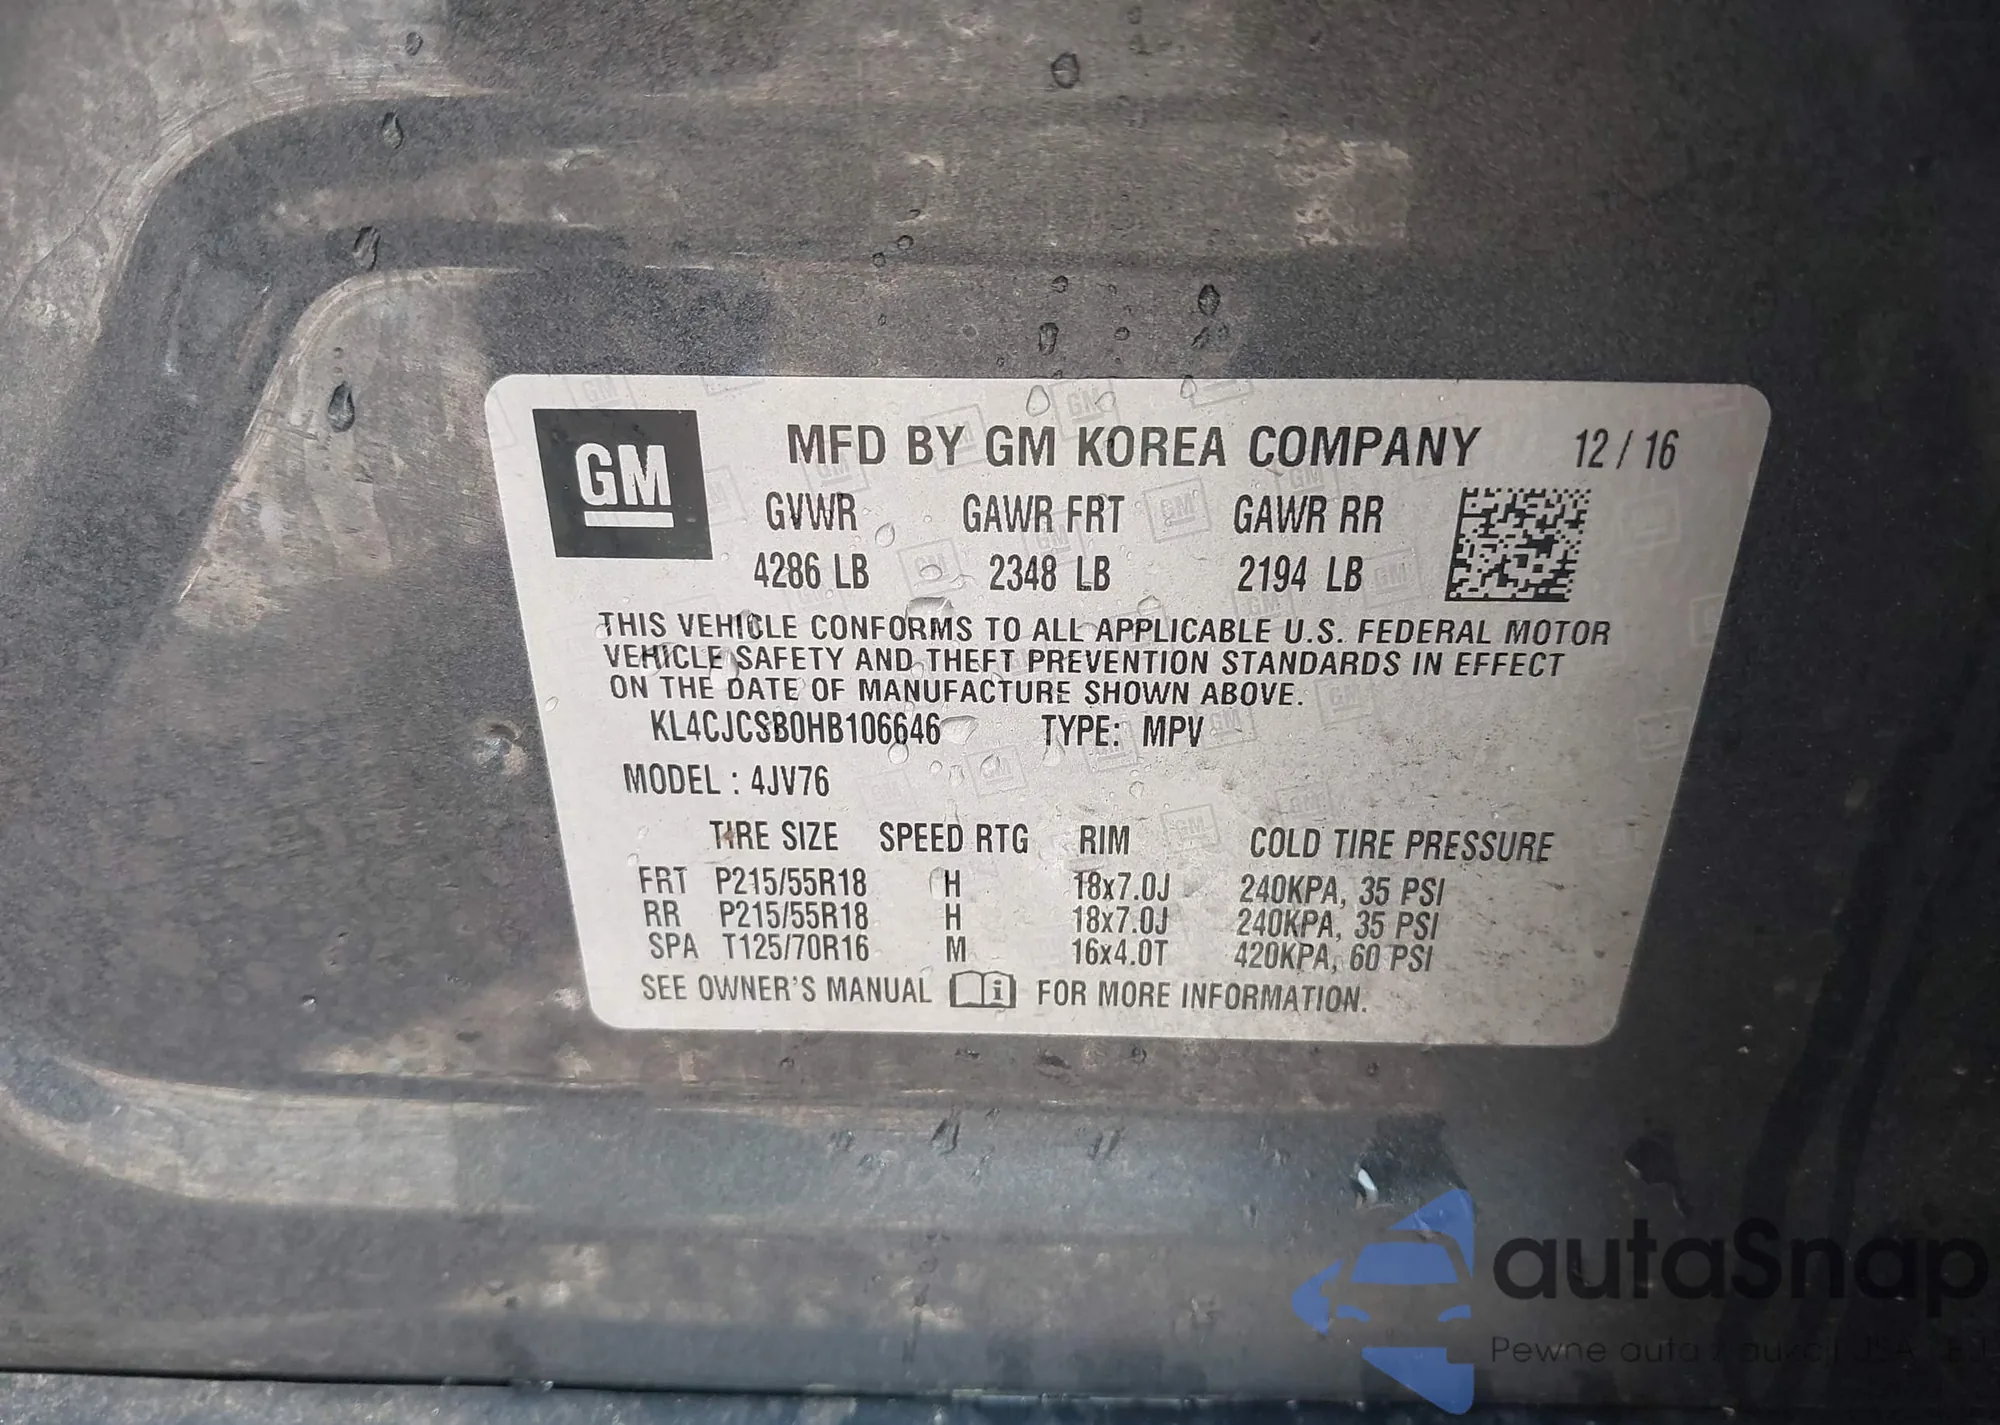 GM
MFD BY GM KOREA COMPANY 12 / 16
GVWR GAWR FRT GAWR RR
4286 LB 2348 LB 2194 LB
THIS VEHICLE CONFORMS TO ALL APPLICABLE U.S. FEDERAL MOTOR
VEHICLE SAFETY AND THEFT PREVENTION STANDARDS IN EFFECT
ON THE DATE OF MANUFACTURE SHOWN ABOVE.
KL4CJCSB0HB106646 TYPE: MPV
MODEL : 4JV76
TIRE SIZE SPEED RTG RIM COLD TIRE PRESSURE
FRT P215/55R18 H 18x7.0J 240KPA, 35 PSI
RR P215/55R18 H 18x7.0J 240KPA, 35 PSI
SPA T125/70R16 M 16x4.0T 420KPA, 60 PSI
SEE OWNER'S MANUAL i FOR MORE INFORMATION.
autaSnap
Pewne auta z aukcji USA